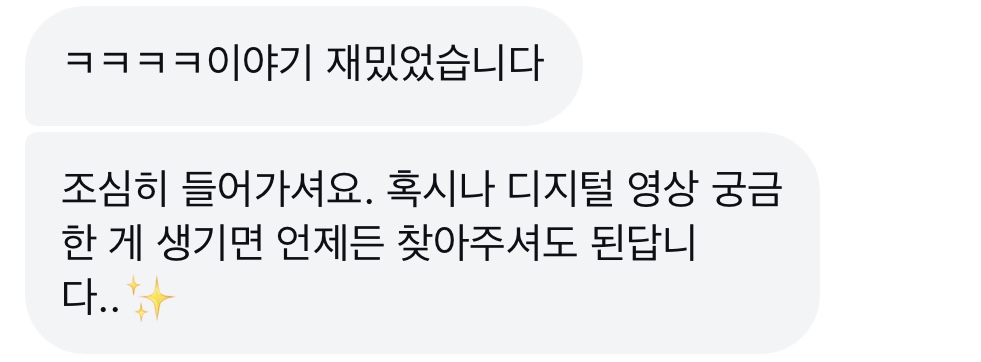 ㅋㅋㅋㅋ이야기 재밌었습니다
조심히 들어가셔요. 혹시나 디지털 영상 궁금
한 게 생기면 언제든 찾아주셔도 된답니
다..✨